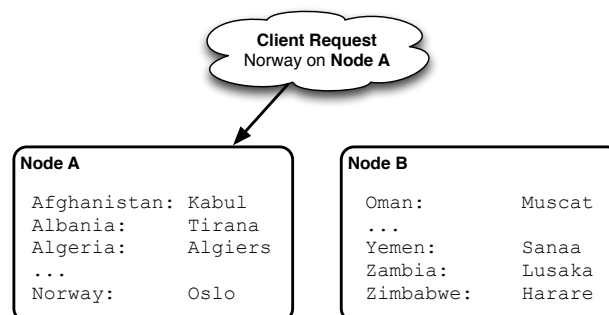 Client Request
Norway on Node A
Node A
Afghanistan: Kabul
Albania: Tirana
Algeria: Algiers
...
Norway: Oslo
Node B
Oman: Muscat
...
Yemen: Sanaa
Zambia: Lusaka
Zimbabwe: Harare